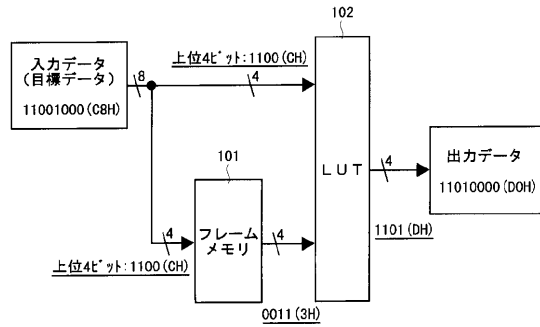 102
入力データ
(目標データ)
11001000(C8H)
8
上位4ビット:1100(CH)
4
101
フレーム
メモリ
4
上位4ビット:1100(CH)
4
0011(3H)
LUT
4
1101(DH)
出力データ
11010000(D0H)